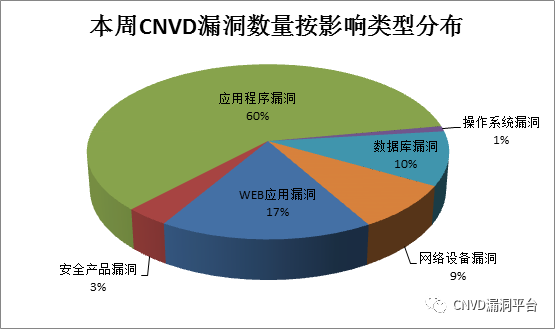 本周CNVD漏洞数量按影响类型分布
应用程序漏洞
60%
操作系统漏洞
1%
数据库漏洞
10%
WEB应用漏洞
17%
网络设备漏洞
9%
安全产品漏洞
3%
CNVD漏洞平台